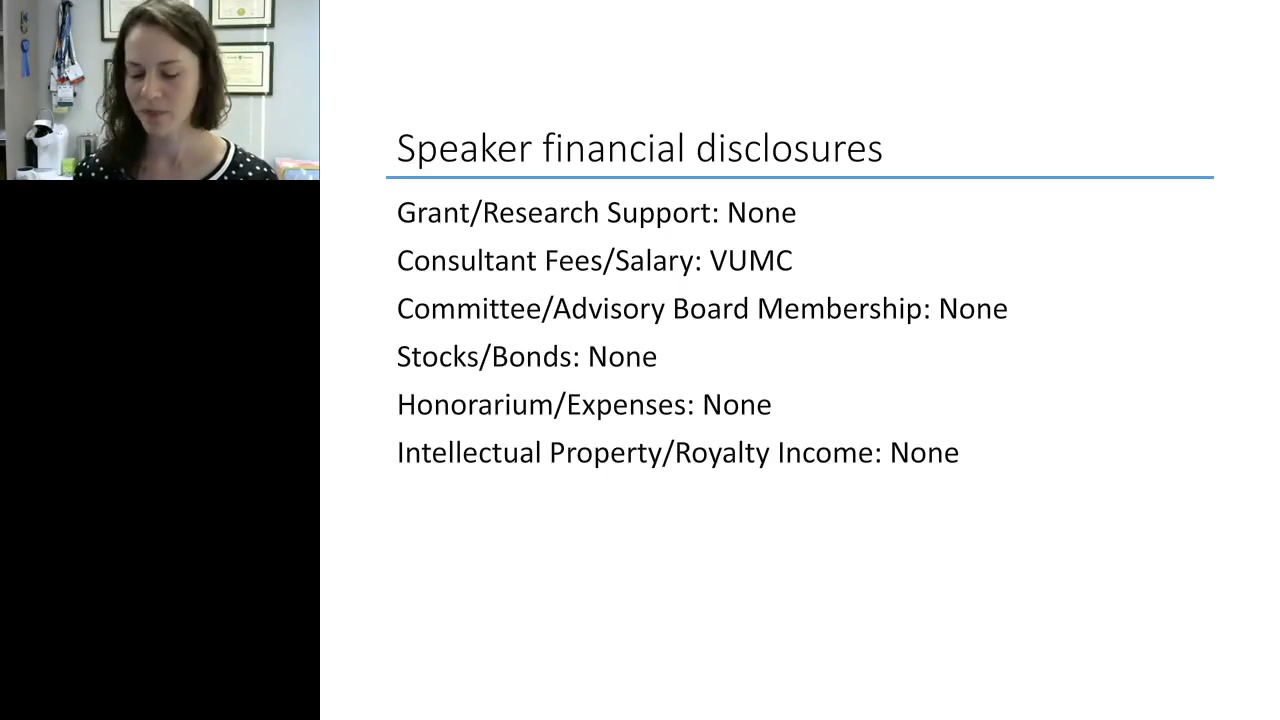 Speaker financial disclosures
Grant/Research Support: None
Consultant Fees/Salary: VUMC
Committee/Advisory Board Membership: None
Stocks/Bonds: None
Honorarium/Expenses: None
Intellectual Property/Royalty Income: None